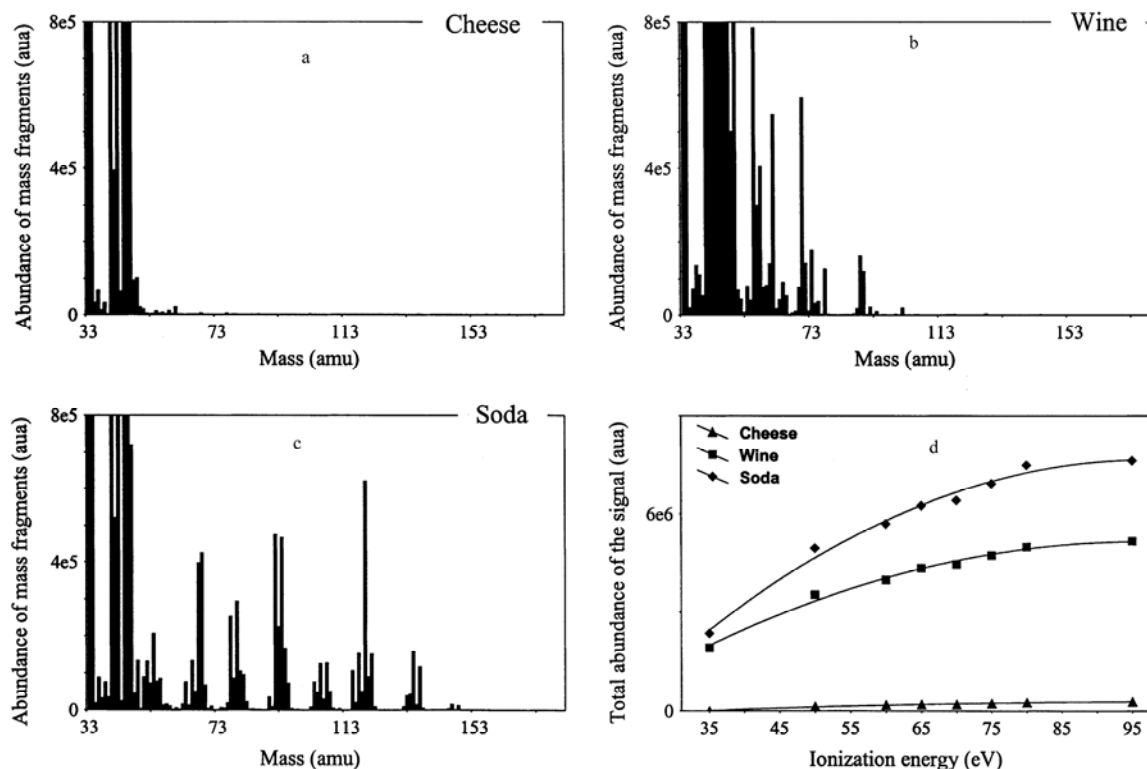 Cheese
a
8e5
4e5
0
Abundance of mass fragments (aua)
33 73 113 153
Mass (amu)
Wine
b
8e5
4e5
0
Abundance of mass fragments (aua)
33 73 113 153
Mass (amu)
Soda
c
8e5
4e5
0
Abundance of mass fragments (aua)
33 73 113 153
Mass (amu)
d
Cheese
Wine
Soda
6e6
0
Total abundance of the signal (aua)
35 45 55 65 75 85 95
Ionization energy (eV)